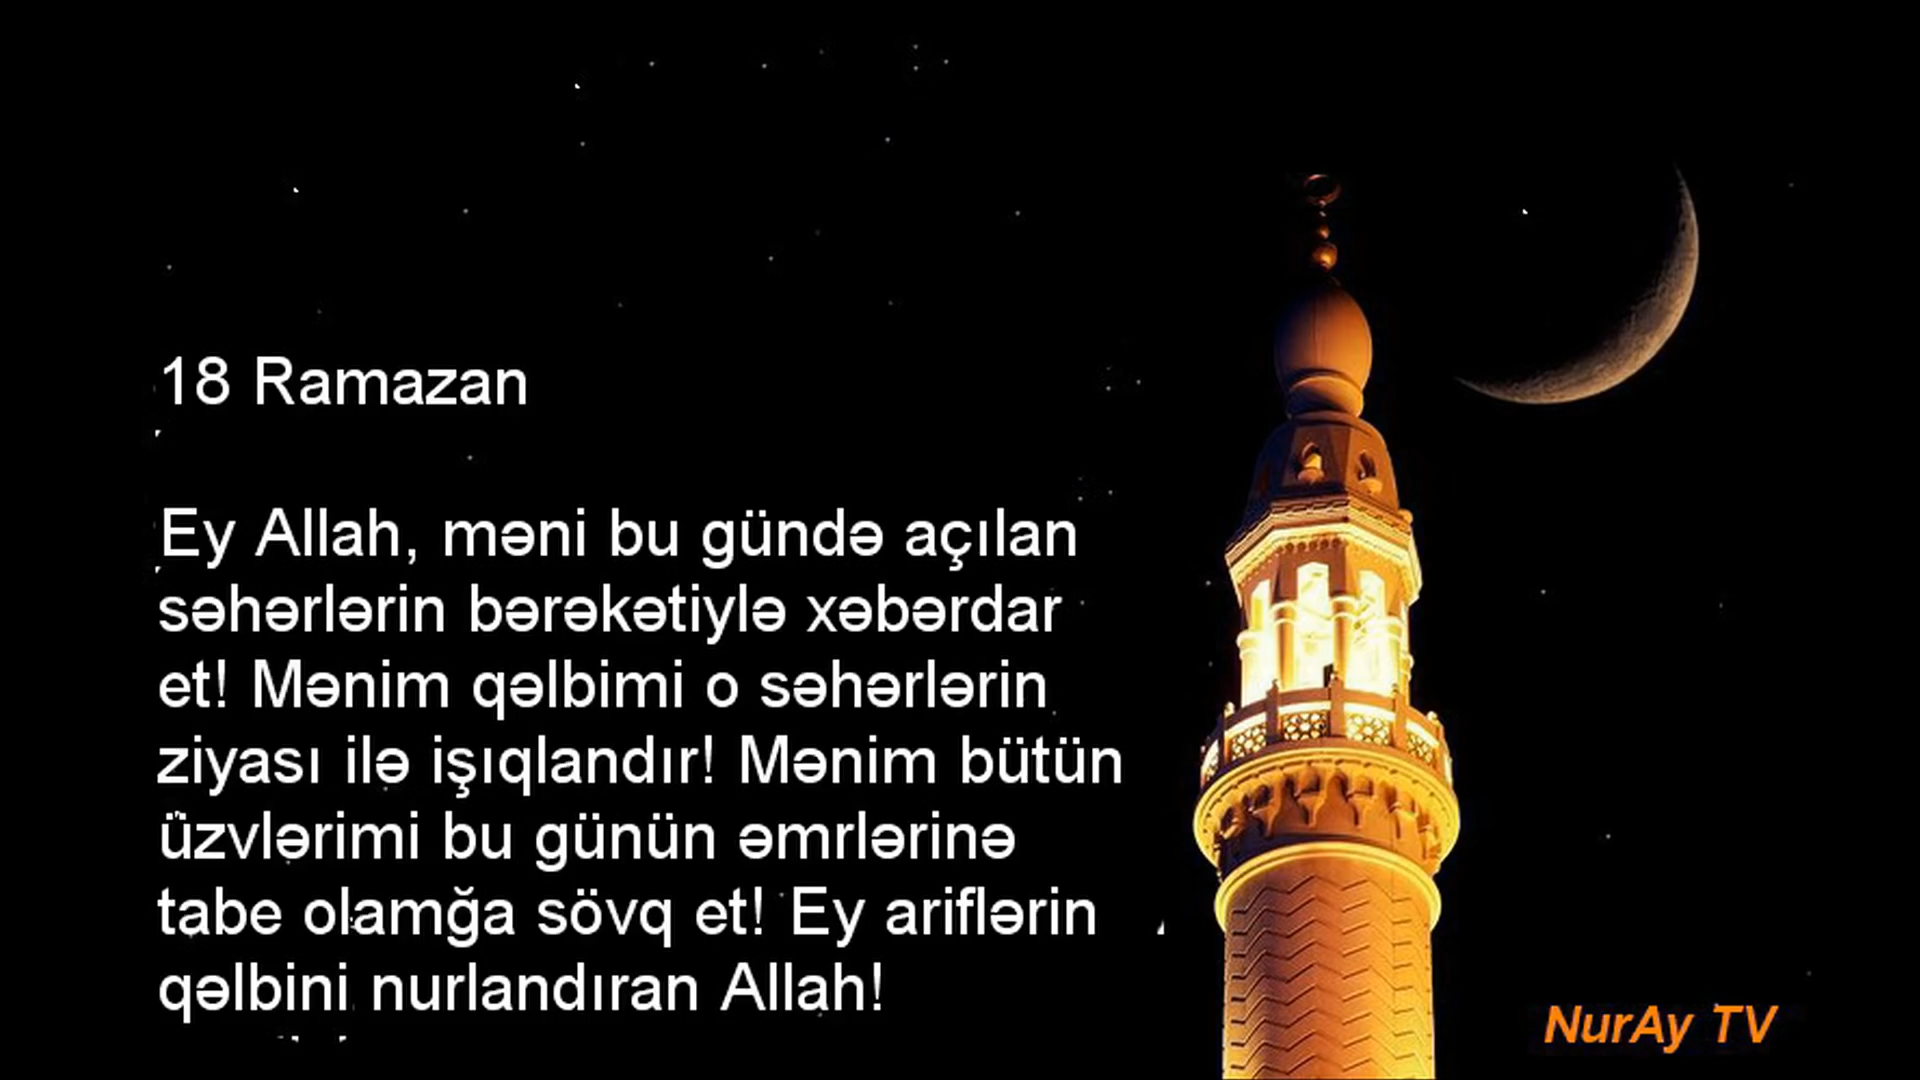 18 Ramazan
Ey Allah, məni bu gündə açılan
səhərlərin bərəkətiylə xəbərdar
et! Mənim qəlbimi o səhərlərin
ziyası ilə işıqlandır! Mənim bütün
üzvlərimi bu günün əmrlərinə
tabe olamğa sövq et! Ey ariflərin
qəlbini nurlandıran Allah!
NurAy TV